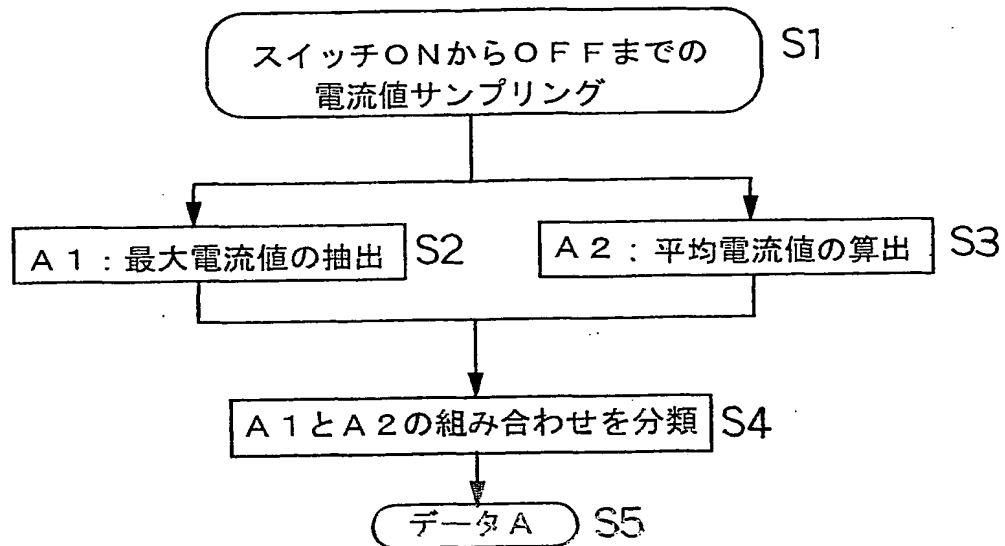 スイッチONからOFFまでの
電流値サンプリング
S1
A1:最大電流値の抽出
S2
A2:平均電流値の算出
S3
A1とA2の組み合わせを分類
S4
データA
S5